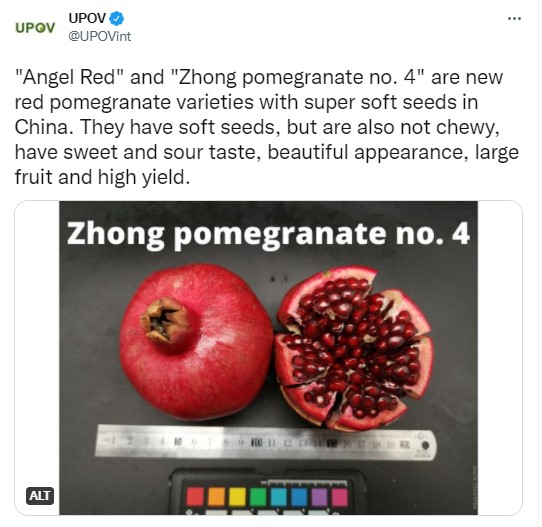 UPOV
UPOV
@UPOVint
"Angel Red" and "Zhong pomegranate no. 4" are new
red pomegranate varieties with super soft seeds in
China. They have soft seeds, but are also not chewy,
have sweet and sour taste, beautiful appearance, large
fruit and high yield.
Zhong pomegranate no. 4
ALT